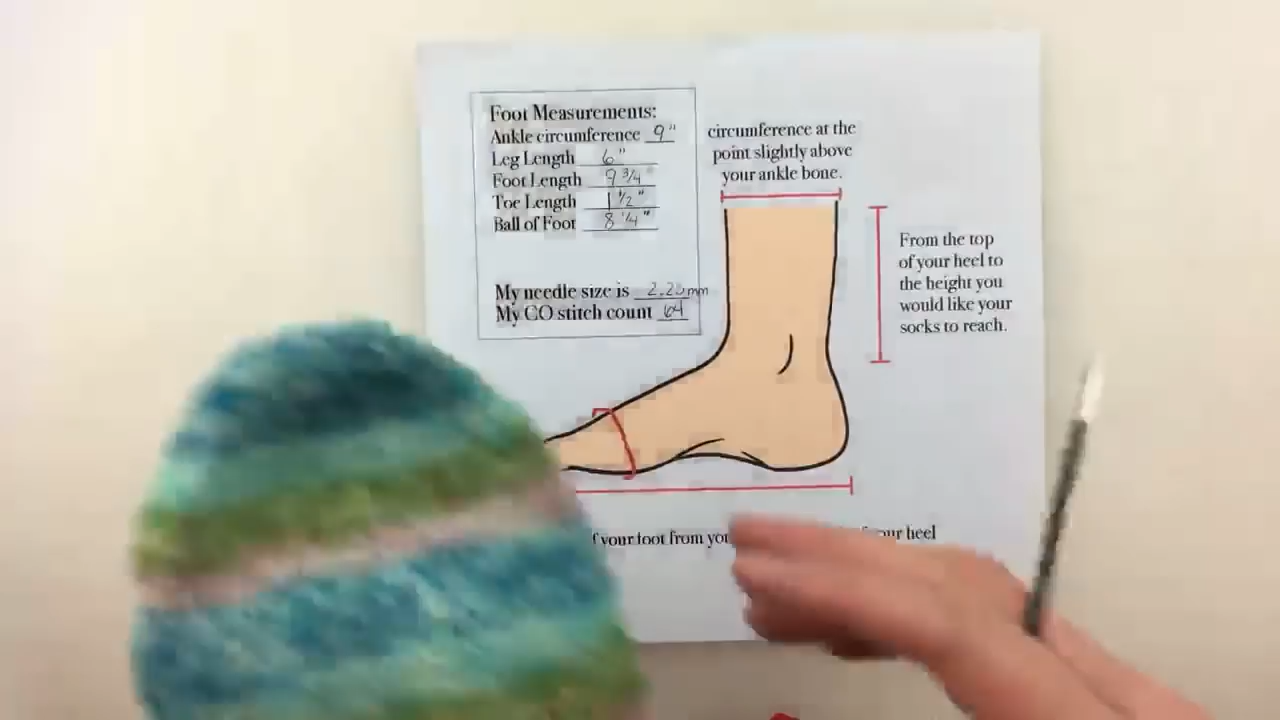 Foot Measurements:
Ankle circumference 9"
Leg Length 6"
Foot Length 9 3/4"
Toe Length 1 1/2"
Ball of Foot 8 1/4"
My needle size is 2.25mm
My CO stitch count 64
circumference at the
point slightly above
your ankle bone.
From the top
of your heel to
the height you
would like your
socks to reach.
f your foot from you your heel